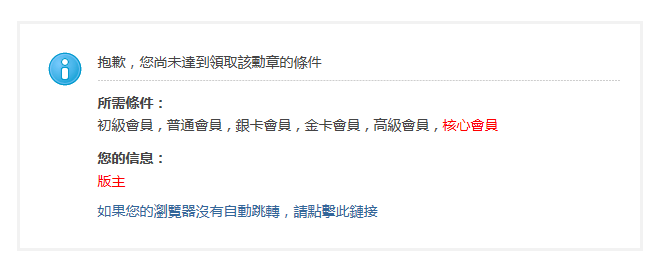 抱歉，您尚未達到領取該勳章的條件
所需條件：
初級會員，普通會員，銀卡會員，金卡會員，高級會員，核心會員
您的信息：
版主
如果您的瀏覽器沒有自動跳轉，請點擊此鏈接